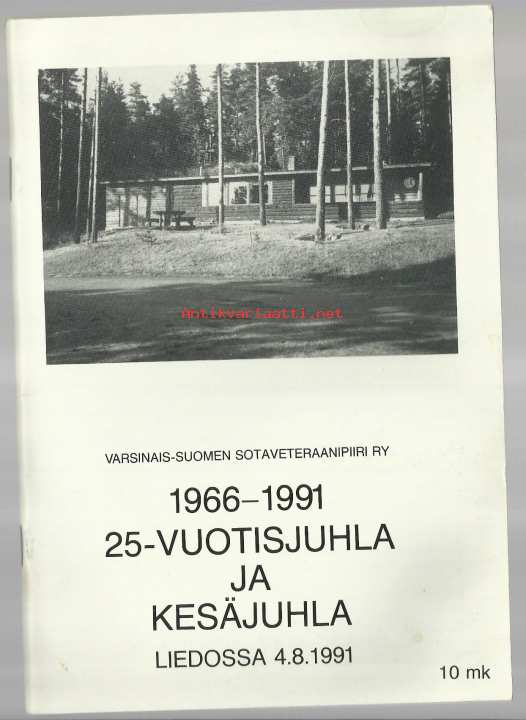 Antikvariaatti.net
VARSINAIS-SUOMEN SOTAVETERAANIPIIRI RY
1966–1991
25-VUOTISJUHLA
JA
KESÄJUHLA
LIEDOSSA 4.8.1991
10 mk